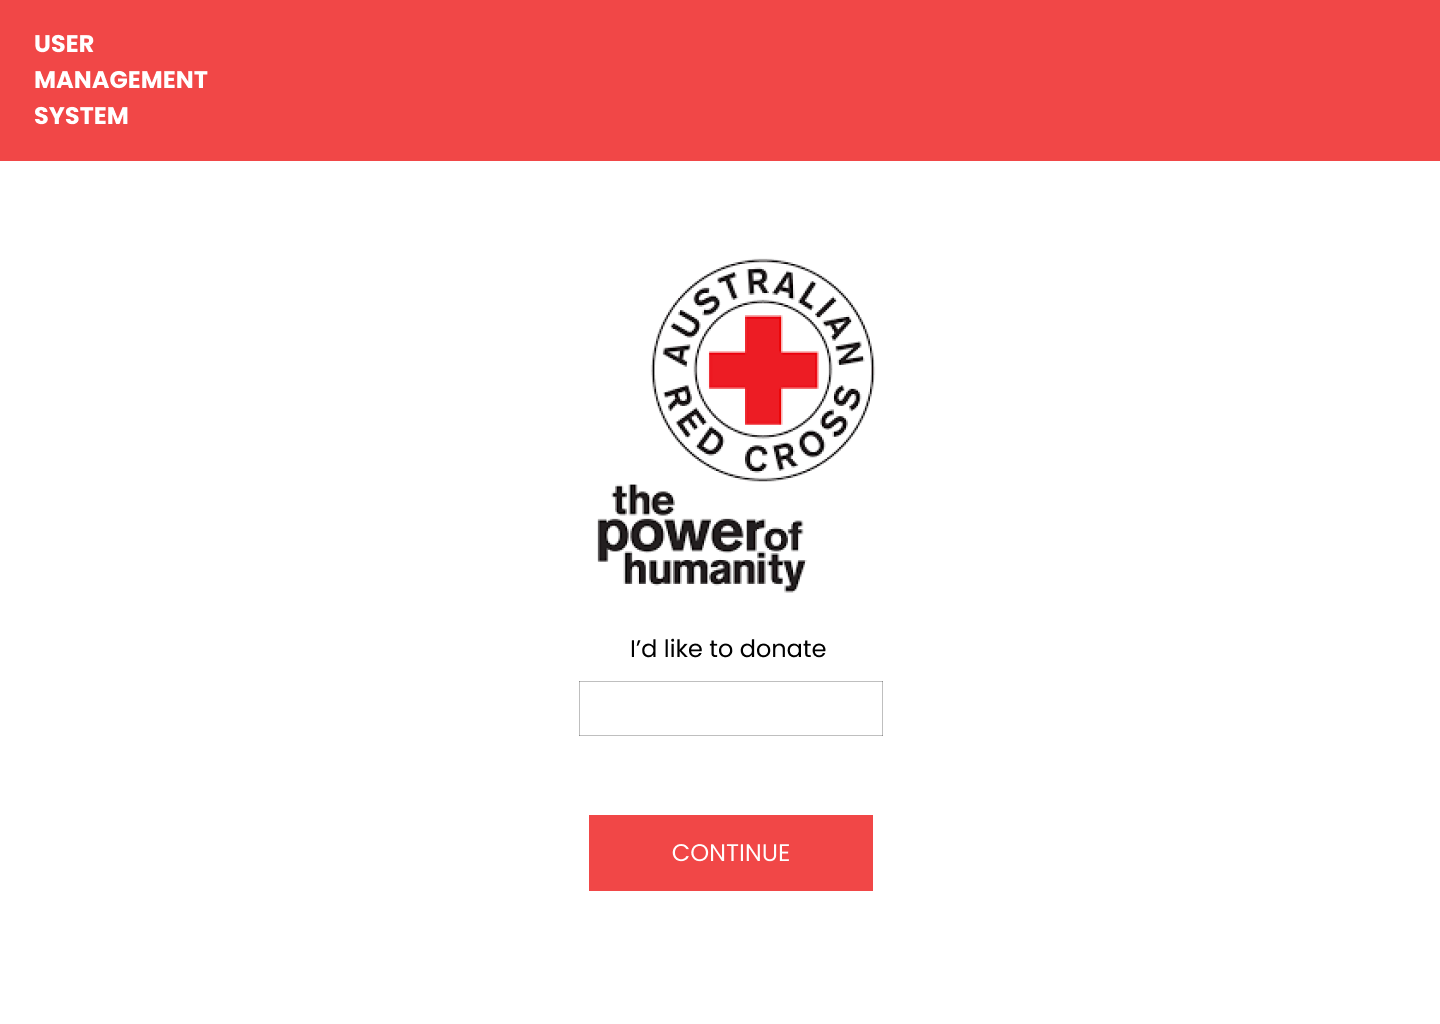 USER
MANAGEMENT
SYSTEM
AUSTRALIAN
RED CROSS
the
power of
humanity
I’d like to donate
CONTINUE